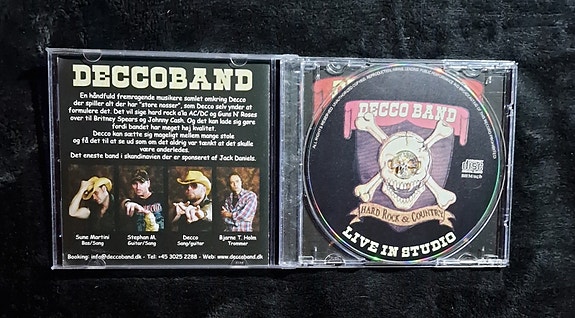 DECCOBAND
En håndfuld fremragende musikere samlet omkring Decco
der spiller alt der har "store nosser", som Decco selv ynder at
formulere det. Det vil sige hard rock a'la AC/DC og Guns N' Roses
over til Britney Spears og Johnny Cash. Og det kan lade sig gøre
fordi bandet har meget høj kvalitet.
Decco kan sætte sig mageligt mellem mange stole
og få det til at se ud som om det aldrig var tænkt at det skulle
være anderledes.
Det eneste band i skandinavien der er sponseret af Jack Daniels.
Sune Martini
Bas/Sang
Stephan M.
Guitar/Sang
Decco
Sang/guitar
Bjarne T. Holm
Trommer
Booking: info@deccoband.dk - Tel: +45 3025 2288 - Web: www.deccoband.dk
DECCO BAND
HARD ROCK & COUNTRY
LIVE IN STUDIO